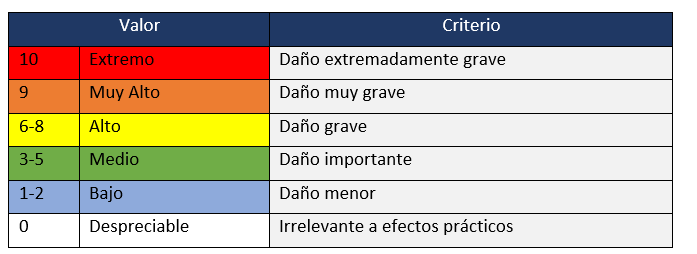 Valor Criterio
10 Extremo Daño extremadamente grave
9 Muy Alto Daño muy grave
6-8 Alto Daño grave
3-5 Medio Daño importante
1-2 Bajo Daño menor
0 Despreciable Irrelevante a efectos prácticos